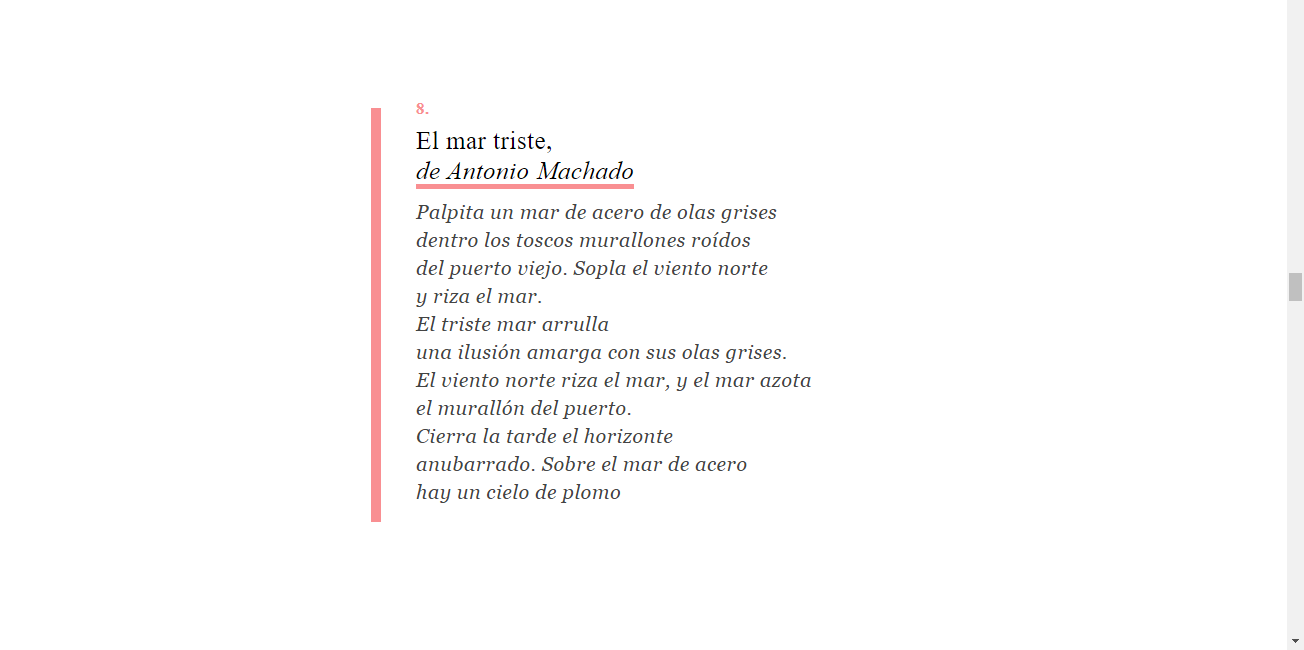 8.
El mar triste,
de Antonio Machado
Palpita un mar de acero de olas grises
dentro los toscos murallones roídos
del puerto viejo. Sopla el viento norte
y riza el mar.
El triste mar arrulla
una ilusión amarga con sus olas grises.
El viento norte riza el mar, y el mar azota
el murallón del puerto.
Cierra la tarde el horizonte
anubarrado. Sobre el mar de acero
hay un cielo de plomo